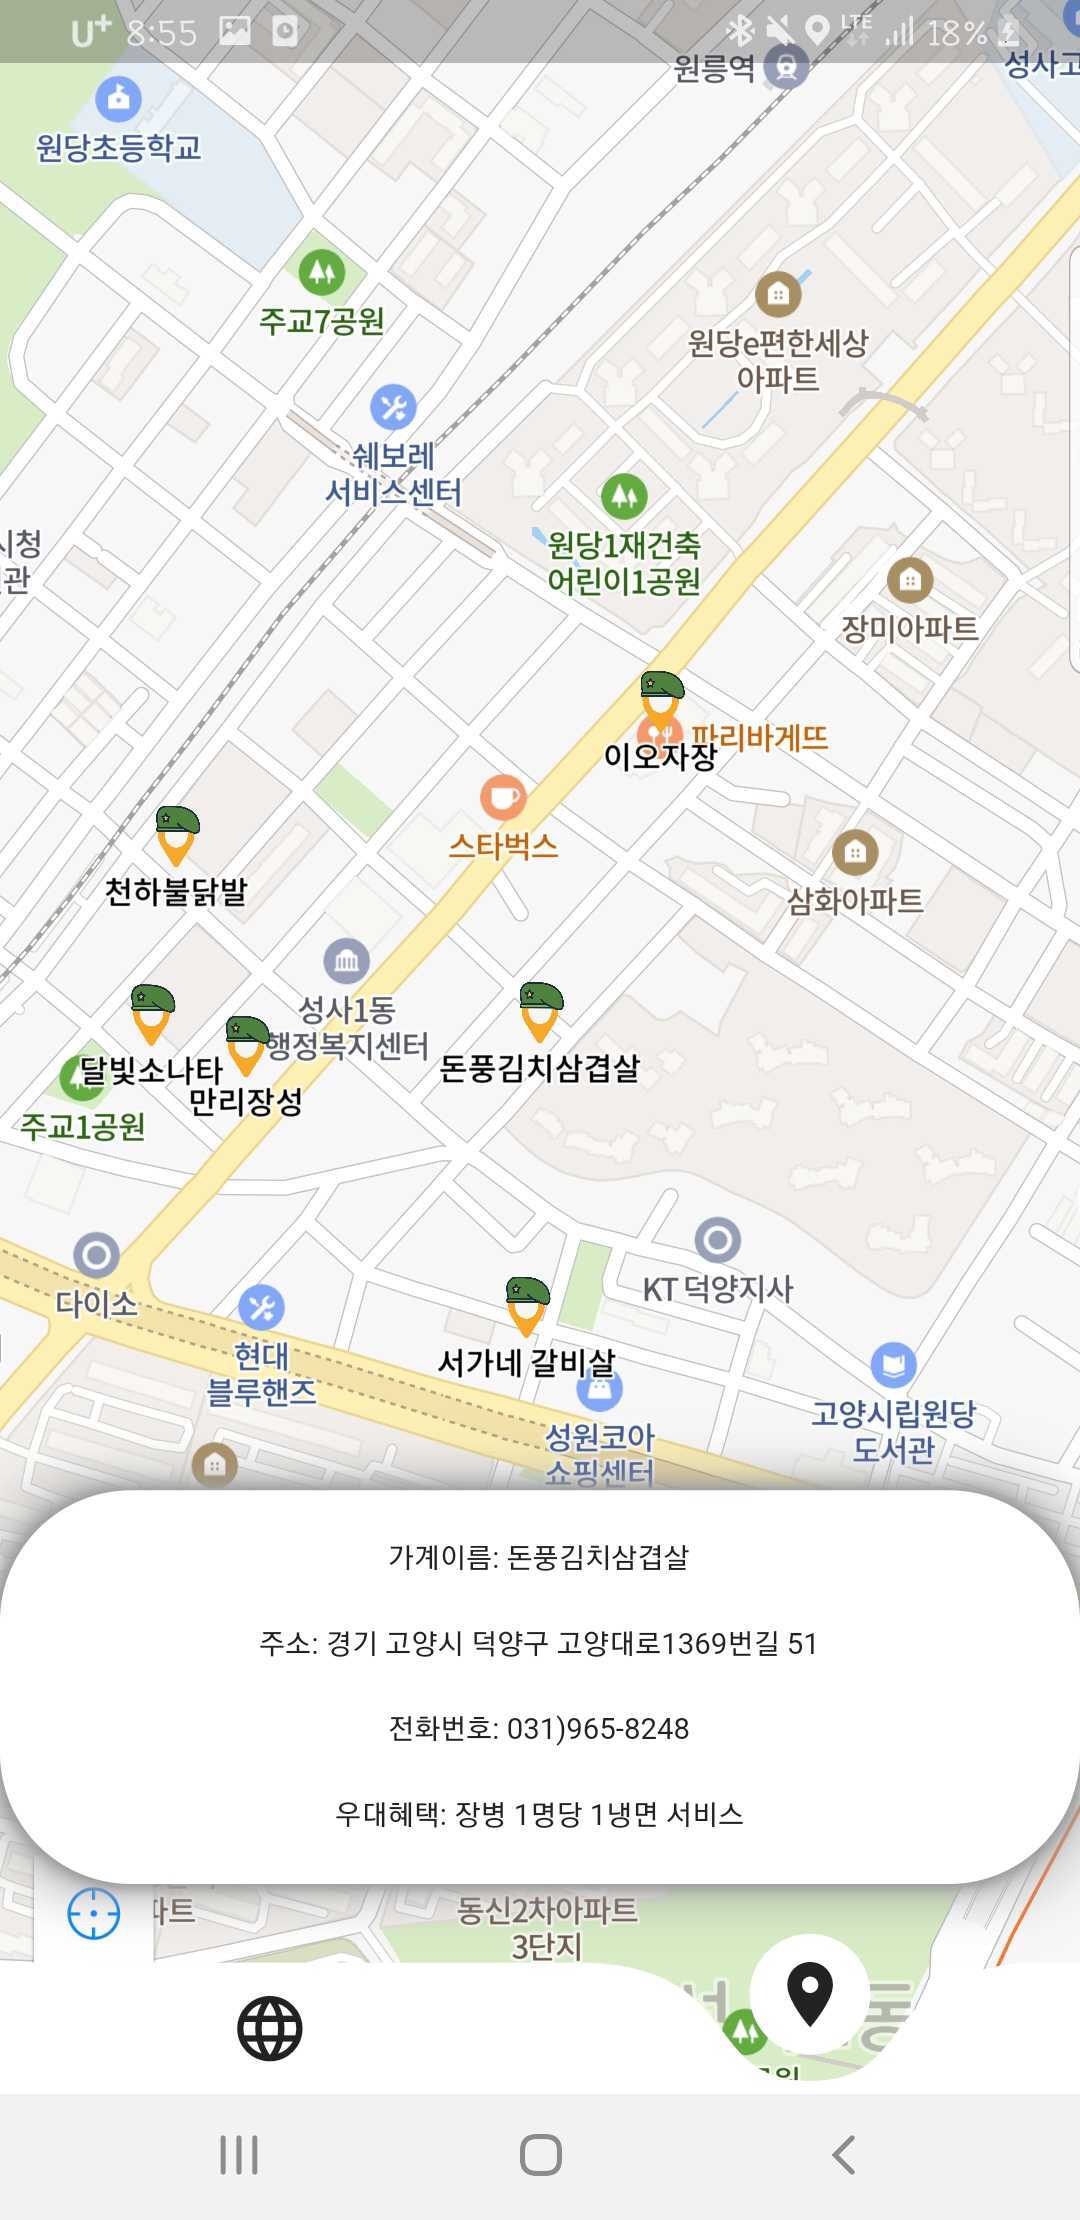 U+ 8:55 LTE 18%
원릉역
성사고
원당초등학교
주교7공원
원당e편한세상
아파트
쉐보레
서비스센터
시청
관
원당1재건축
어린이1공원
장미아파트
파리바게뜨
이오자장
스타벅스
천하불닭발
삼화아파트
성사1동
행정복지센터
달빛소나타
돈풍김치삼겹살
만리장성
주교1공원
KT 덕양지사
다이소
현대
블루핸즈
서가네 갈비살
고양시립원당
도서관
성원코아
쇼핑센터
가계이름: 돈풍김치삼겹살
주소: 경기 고양시 덕양구 고양대로1369번길 51
전화번호: 031)965-8248
우대혜택: 장병 1명당 1냉면 서비스
파트
동신2차아파트
3단지
동